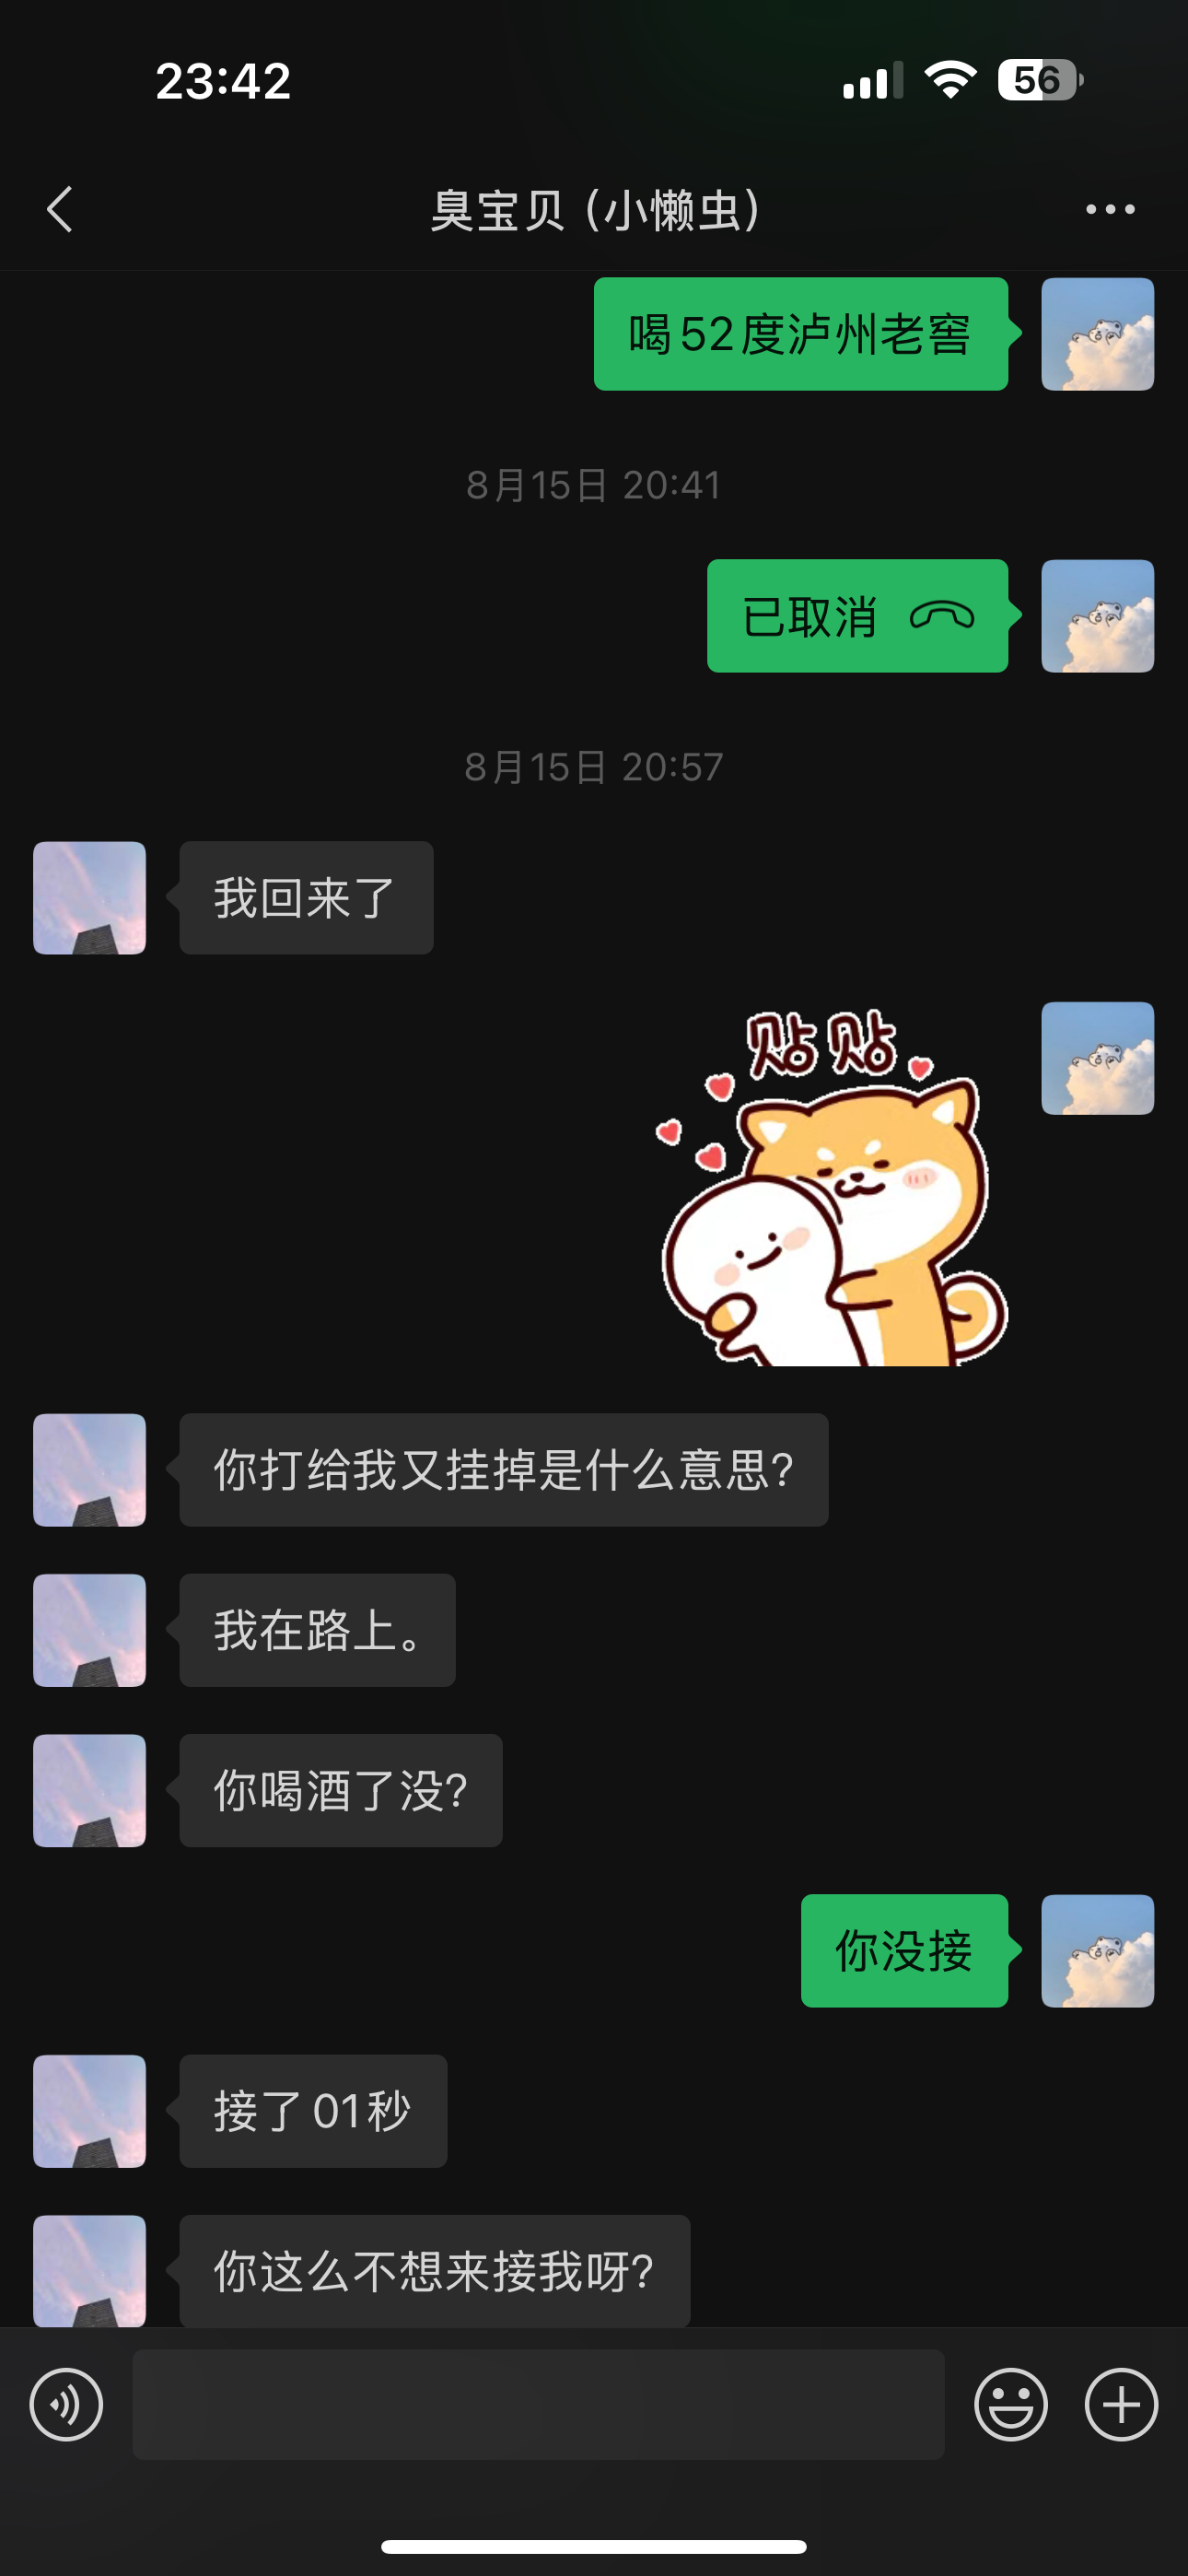 23:42
56
臭宝贝 (小懒虫)
喝52度泸州老窖
8月15日 20:41
已取消
8月15日 20:57
我回来了
贴贴
你打给我又挂掉是什么意思?
我在路上。
你喝酒了没?
你没接
接了01秒
你这么不想来接我呀?